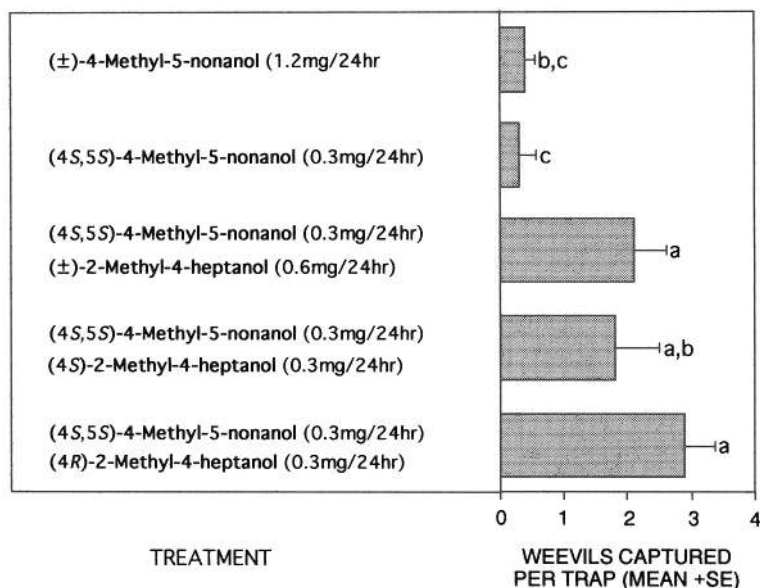 (±)-4-Methyl-5-nonanol (1.2mg/24hr
b,c
(4S,5S)-4-Methyl-5-nonanol (0.3mg/24hr)
c
(4S,5S)-4-Methyl-5-nonanol (0.3mg/24hr)
(±)-2-Methyl-4-heptanol (0.6mg/24hr)
a
(4S,5S)-4-Methyl-5-nonanol (0.3mg/24hr)
(4S)-2-Methyl-4-heptanol (0.3mg/24hr)
a,b
(4S,5S)-4-Methyl-5-nonanol (0.3mg/24hr)
(4R)-2-Methyl-4-heptanol (0.3mg/24hr)
a
0 1 2 3 4
TREATMENT
WEEVILS CAPTURED
PER TRAP (MEAN +SE)